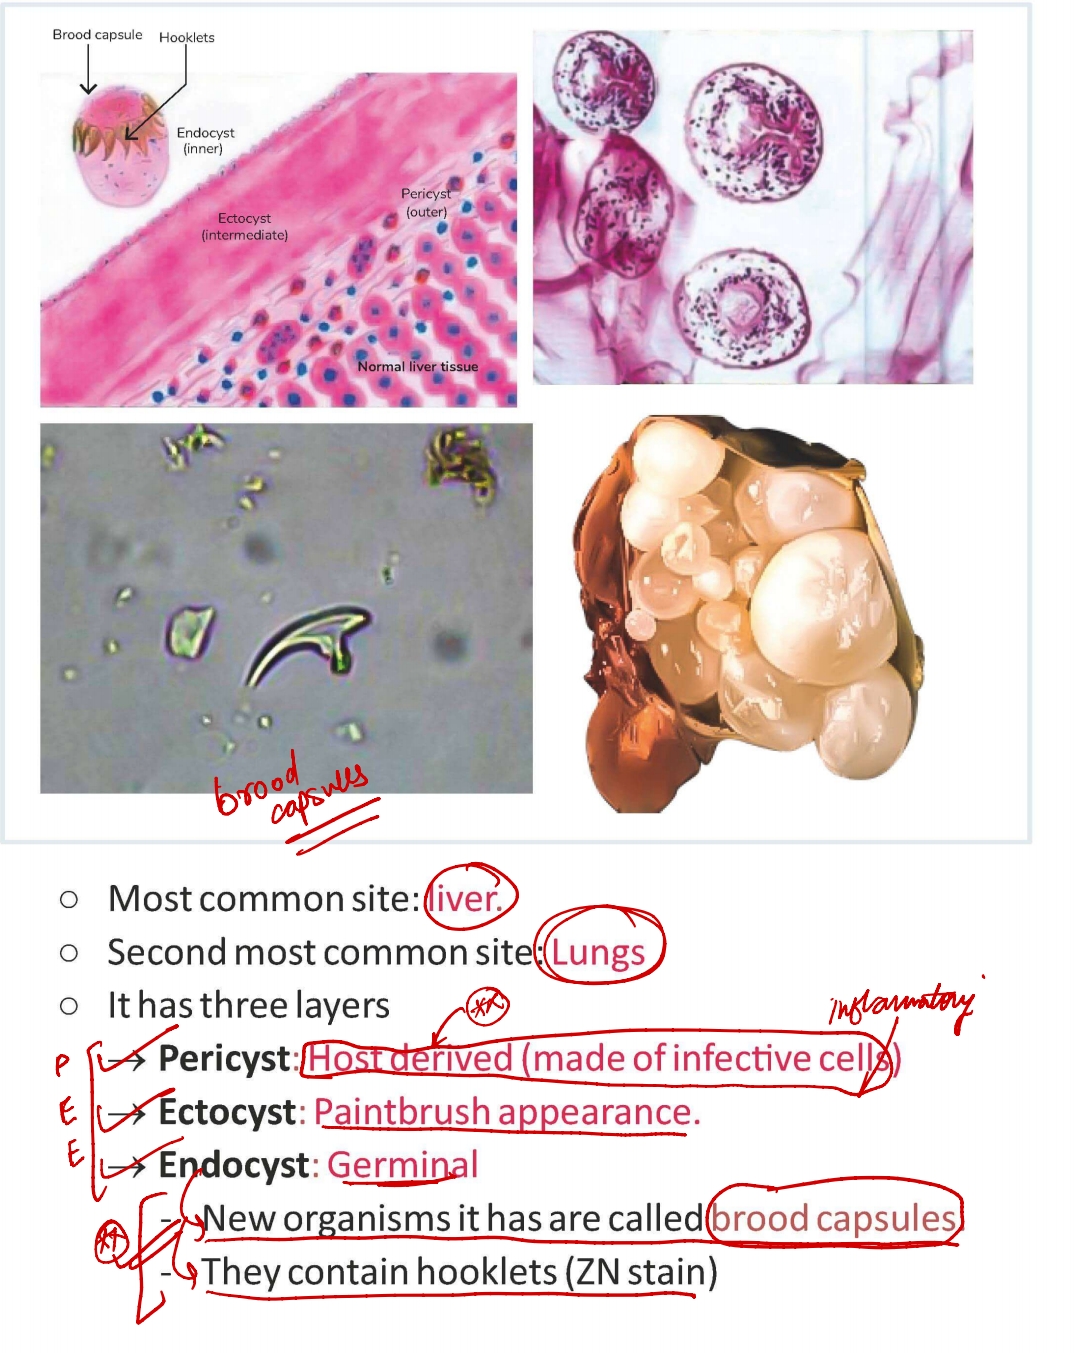 Brood capsule Hooklets
Endocyst
(inner)
Pericyst
(outer)
Ectocyst
(intermediate)
Normal liver tissue
brood
capsules
○ Most common site: liver.
○ Second most common site: Lungs
○ It has three layers
**
inflammatory
P → Pericyst: Host derived (made of infective cells)
E → Ectocyst: Paintbrush appearance.
E → Endocyst: Germinal
- New organisms it has are called brood capsules
** - They contain hooklets (ZN stain)